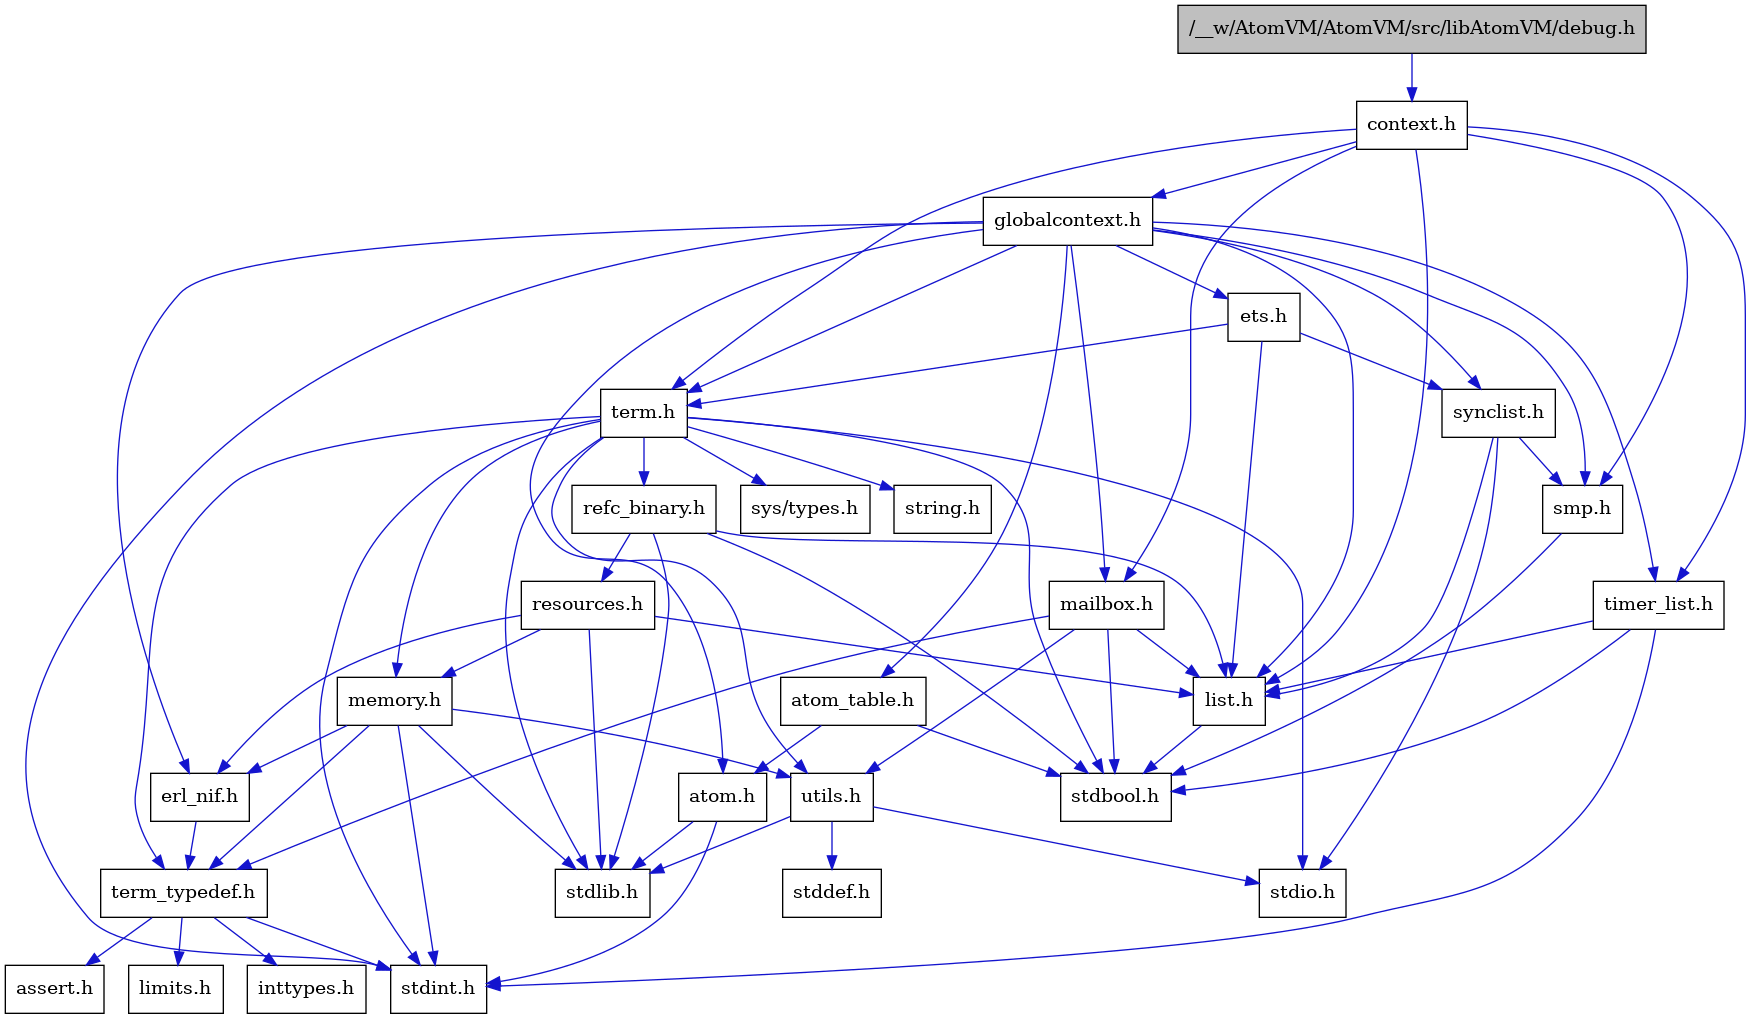 /__w/AtomVM/AtomVM/src/libAtomVM/debug.h
context.h
globalcontext.h
ets.h
term.h
synclist.h
refc_binary.h
sys/types.h
string.h
smp.h
resources.h
mailbox.h
timer_list.h
memory.h
atom_table.h
list.h
erl_nif.h
atom.h
utils.h
stdbool.h
term_typedef.h
stdlib.h
stddef.h
stdio.h
assert.h
limits.h
inttypes.h
stdint.h